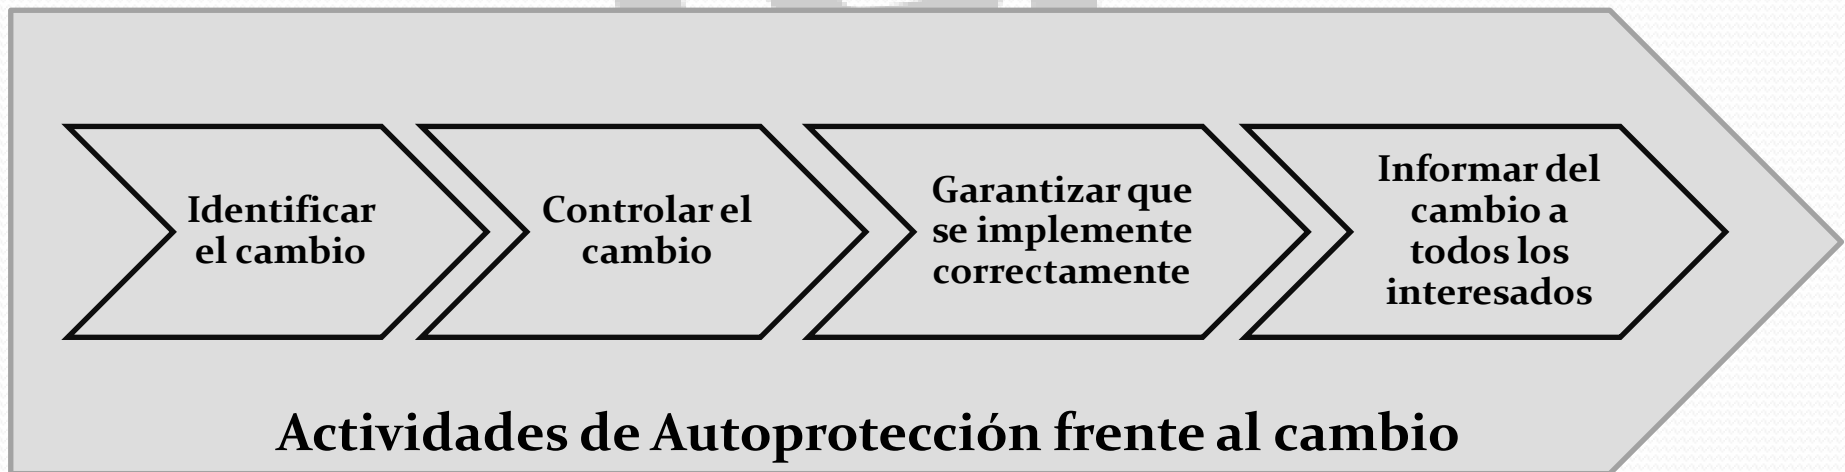 Identificar
el cambio
Controlar el
cambio
Garantizar que
se implemente
correctamente
Informar del
cambio a
todos los
interesados
Actividades de Autoprotección frente al cambio